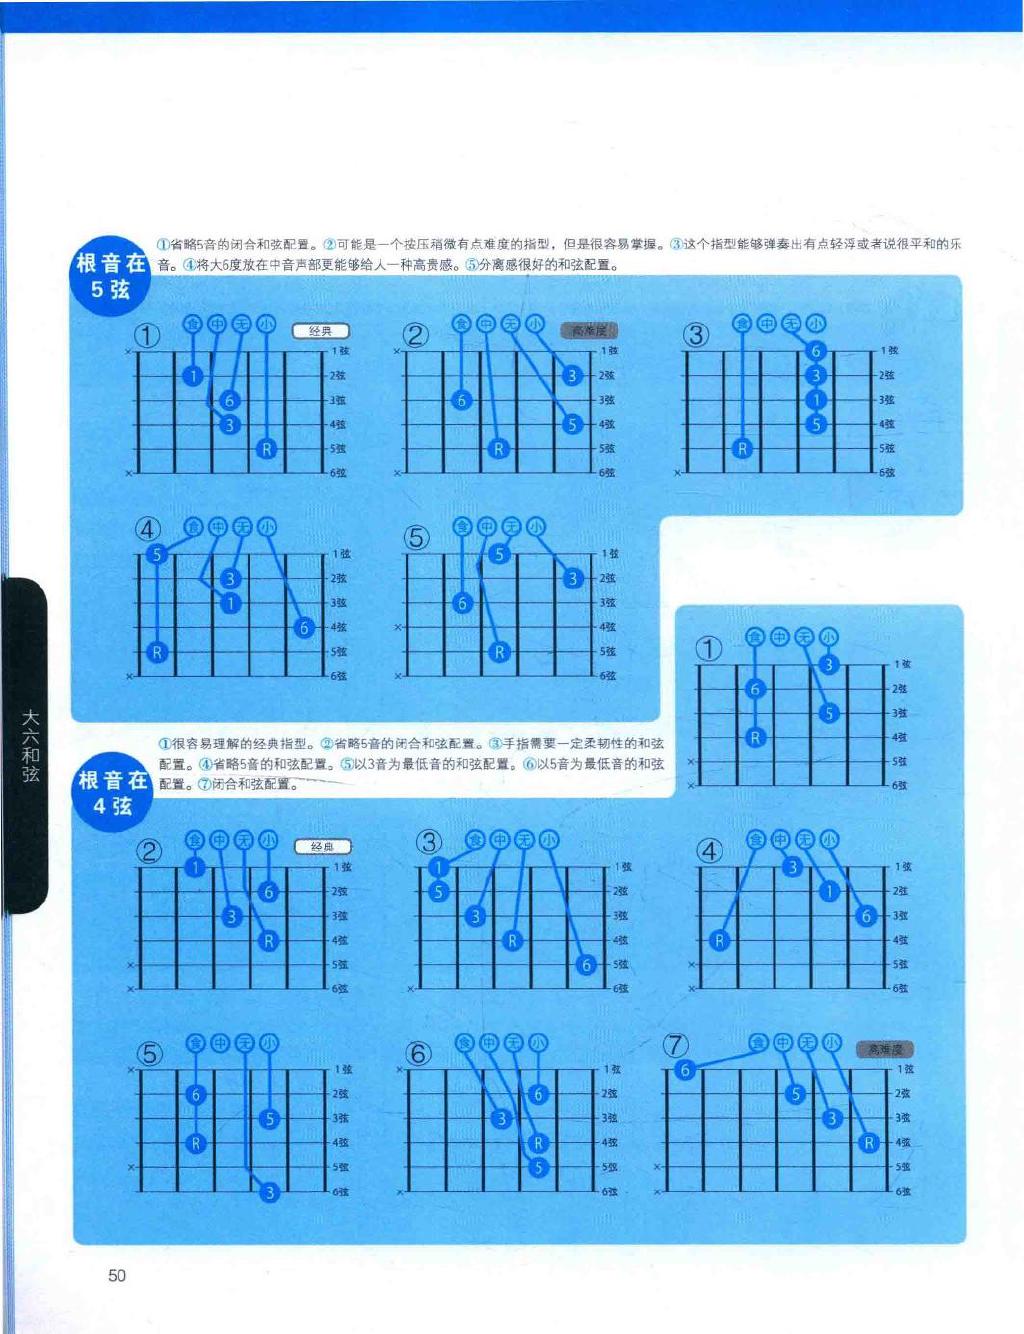 ①省略5音的闭合和弦配置。②可能是一个按压稍微有点难度的指型，但是很容易掌握。③这个指型能够弹奏出有点轻浮或者说很平和的乐
音。④将大6度放在中音声部更能够给人一种高贵感。⑤分离感很好的和弦配置。
根音在
5弦
① 食 中 无 小 经典
× 1弦
1 2弦
6 3弦
3 4弦
R 5弦
× 6弦
② 食 中 无 小 高难度
× 1弦
3 2弦
6 3弦
5 4弦
R 5弦
× 6弦
③ 食 中 无 小
6 1弦
3 2弦
1 3弦
5 4弦
R 5弦
× 6弦
④ 食 中 无 小
5 1弦
3 2弦
1 3弦
6 4弦
R 5弦
× 6弦
⑤ 食 中 无 小
5 1弦
3 2弦
6 3弦
× 4弦
R 5弦
× 6弦
大六和弦
①很容易理解的经典指型。②省略5音的闭合和弦配置。③手指需要一定柔韧性的和弦
配置。④省略5音的和弦配置。⑤以3音为最低音的和弦配置。⑥以5音为最低音的和弦
配置。⑦闭合和弦配置。
根音在
4弦
① 食 中 无 小
3 1弦
6 2弦
5 3弦
R 4弦
× 5弦
× 6弦
② 食 中 无 小 经典
1 1弦
6 2弦
3 3弦
R 4弦
× 5弦
× 6弦
③ 食 中 无 小
1 1弦
5 2弦
3 3弦
R 4弦
6 5弦
× 6弦
④ 食 中 无 小
3 1弦
1 2弦
6 3弦
R 4弦
× 5弦
× 6弦
⑤ 食 中 无 小
× 1弦
6 2弦
5 3弦
R 4弦
× 5弦
3 6弦
⑥ 食 中 无 小
× 1弦
6 2弦
3 3弦
R 4弦
5 5弦
× 6弦
⑦ 食 中 无 小 高难度
6 1弦
5 2弦
3 3弦
R 4弦
× 5弦
× 6弦
50